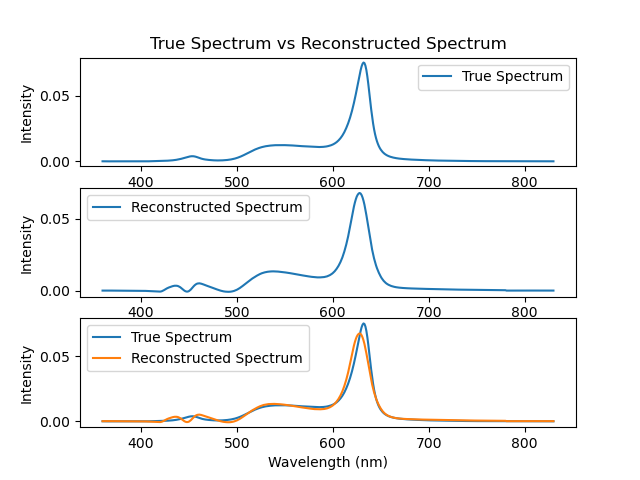 True Spectrum vs Reconstructed Spectrum
True Spectrum
0.05
0.00
Intensity
400 500 600 700 800
Reconstructed Spectrum
0.05
0.00
Intensity
400 500 600 700 800
True Spectrum
Reconstructed Spectrum
0.05
0.00
Intensity
400 500 600 700 800
Wavelength (nm)